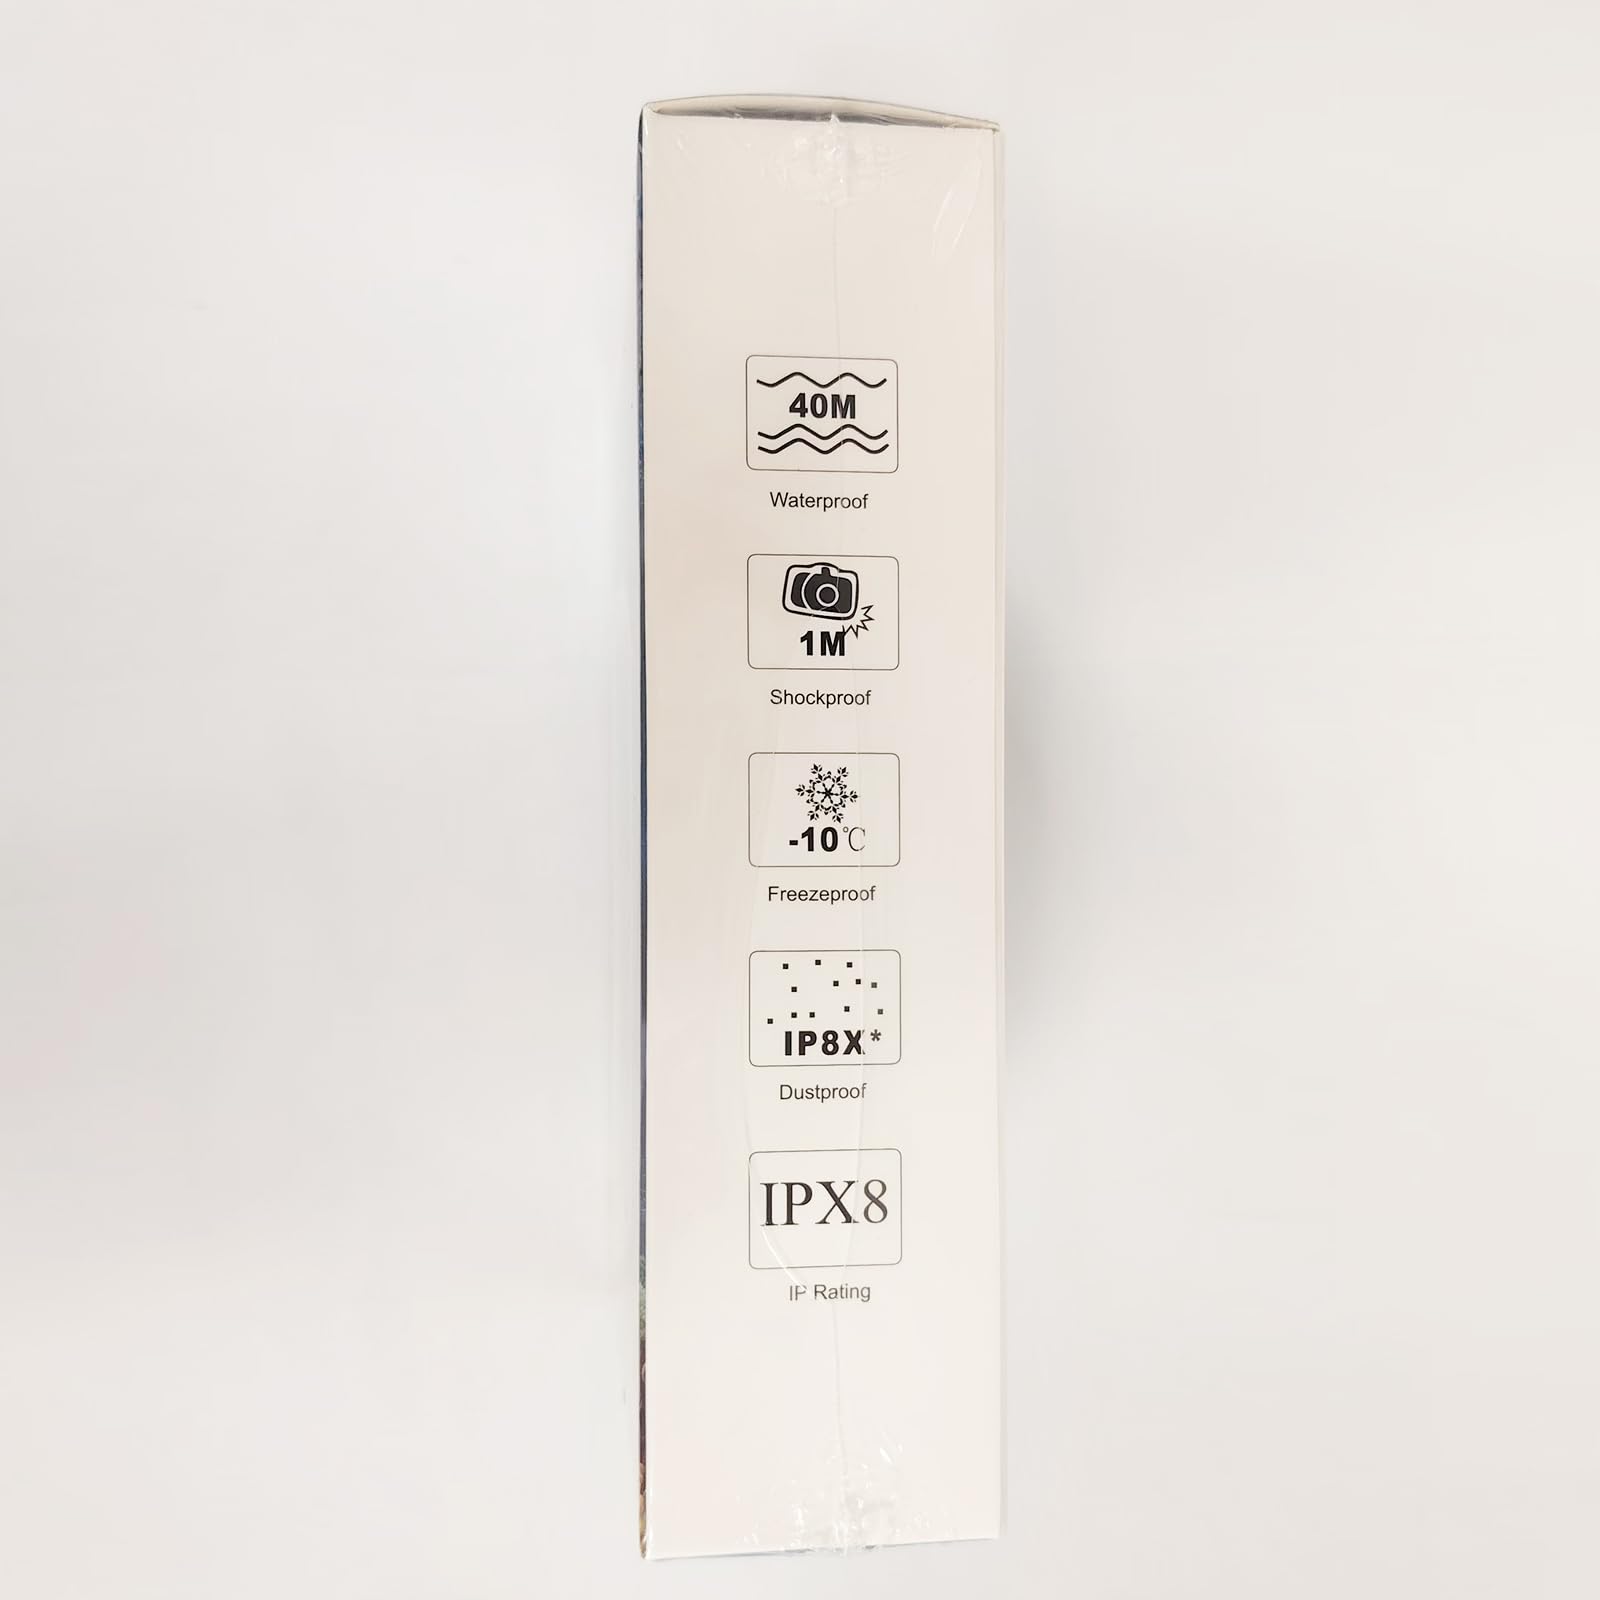 40M
Waterproof
1M
Shockproof
-10℃
Freezeproof
IP8X*
Dustproof
IPX8
IP Rating